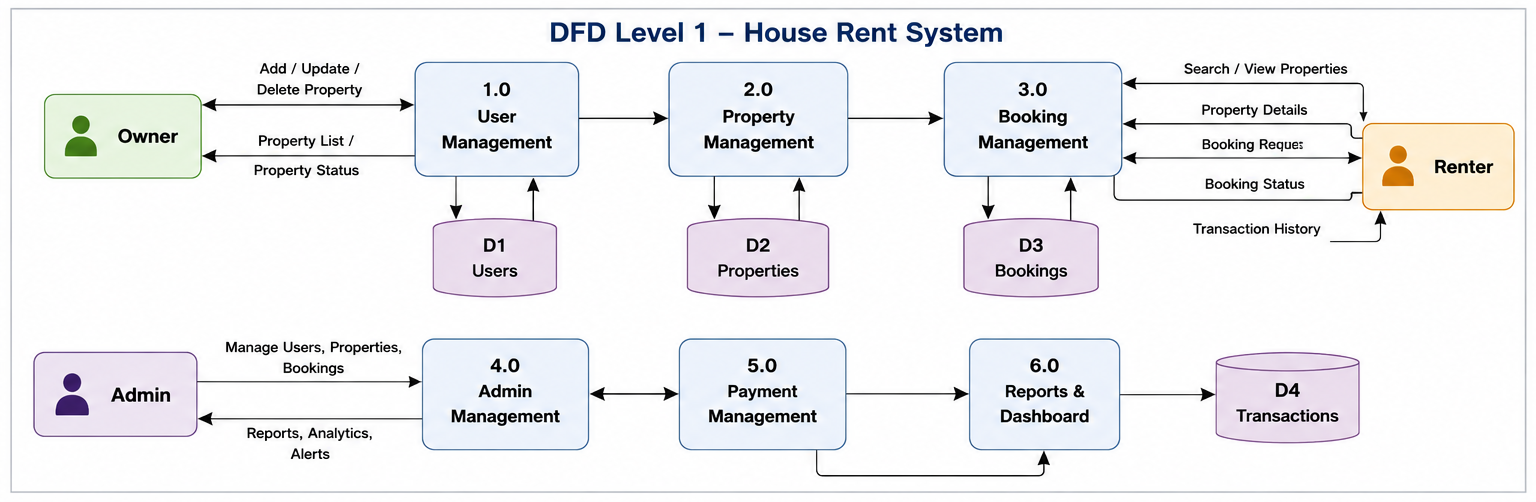 DFD Level 1 – House Rent System
Add / Update /
Delete Property
Owner
Property List /
Property Status
1.0
User
Management
2.0
Property
Management
3.0
Booking
Management
Search / View Properties
Property Details
Booking Reques
Booking Status
Transaction History
Renter
D1
Users
D2
Properties
D3
Bookings
Manage Users, Properties,
Bookings
Admin
Reports, Analytics,
Alerts
4.0
Admin
Management
5.0
Payment
Management
6.0
Reports &
Dashboard
D4
Transactions